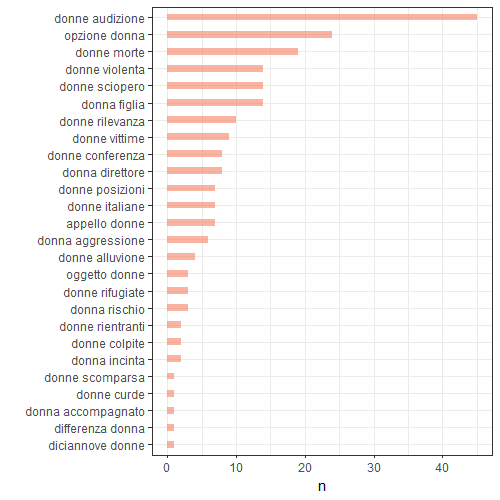 donne audizione
opzione donna
donne morte
donne violenta
donne sciopero
donna figlia
donne rilevanza
donne vittime
donne conferenza
donna direttore
donne posizioni
donne italiane
appello donne
donna aggressione
donne alluvione
oggetto donne
donne rifugiate
donna rischio
donne rientranti
donne colpite
donna incinta
donne scomparsa
donne curde
donna accompagnato
differenza donna
diciannove donne
0 10 20 30 40
n